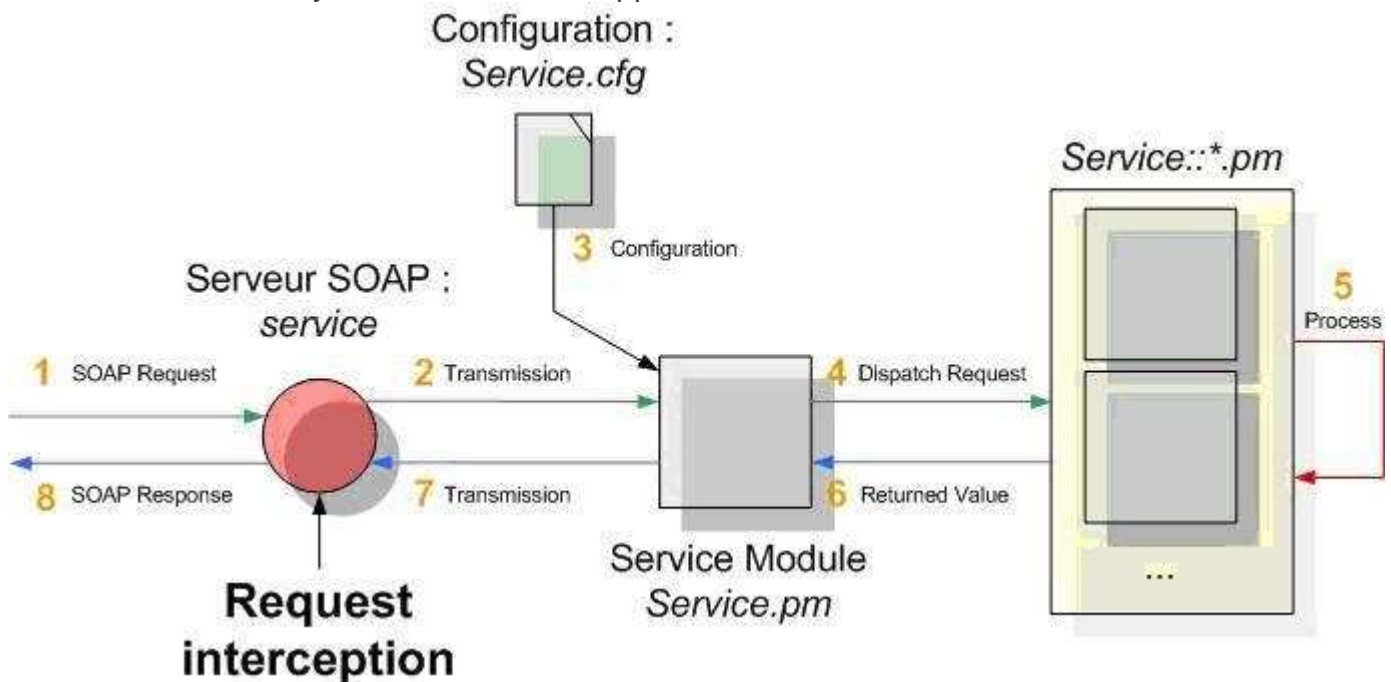 Configuration :
Service.cfg
Service::*.pm
3 Configuration
Serveur SOAP :
service
5
Process
1 SOAP Request
2 Transmission
4 Dispatch Request
8 SOAP Response
7 Transmission
6 Returned Value
Service Module
Service.pm
...
Request
interception